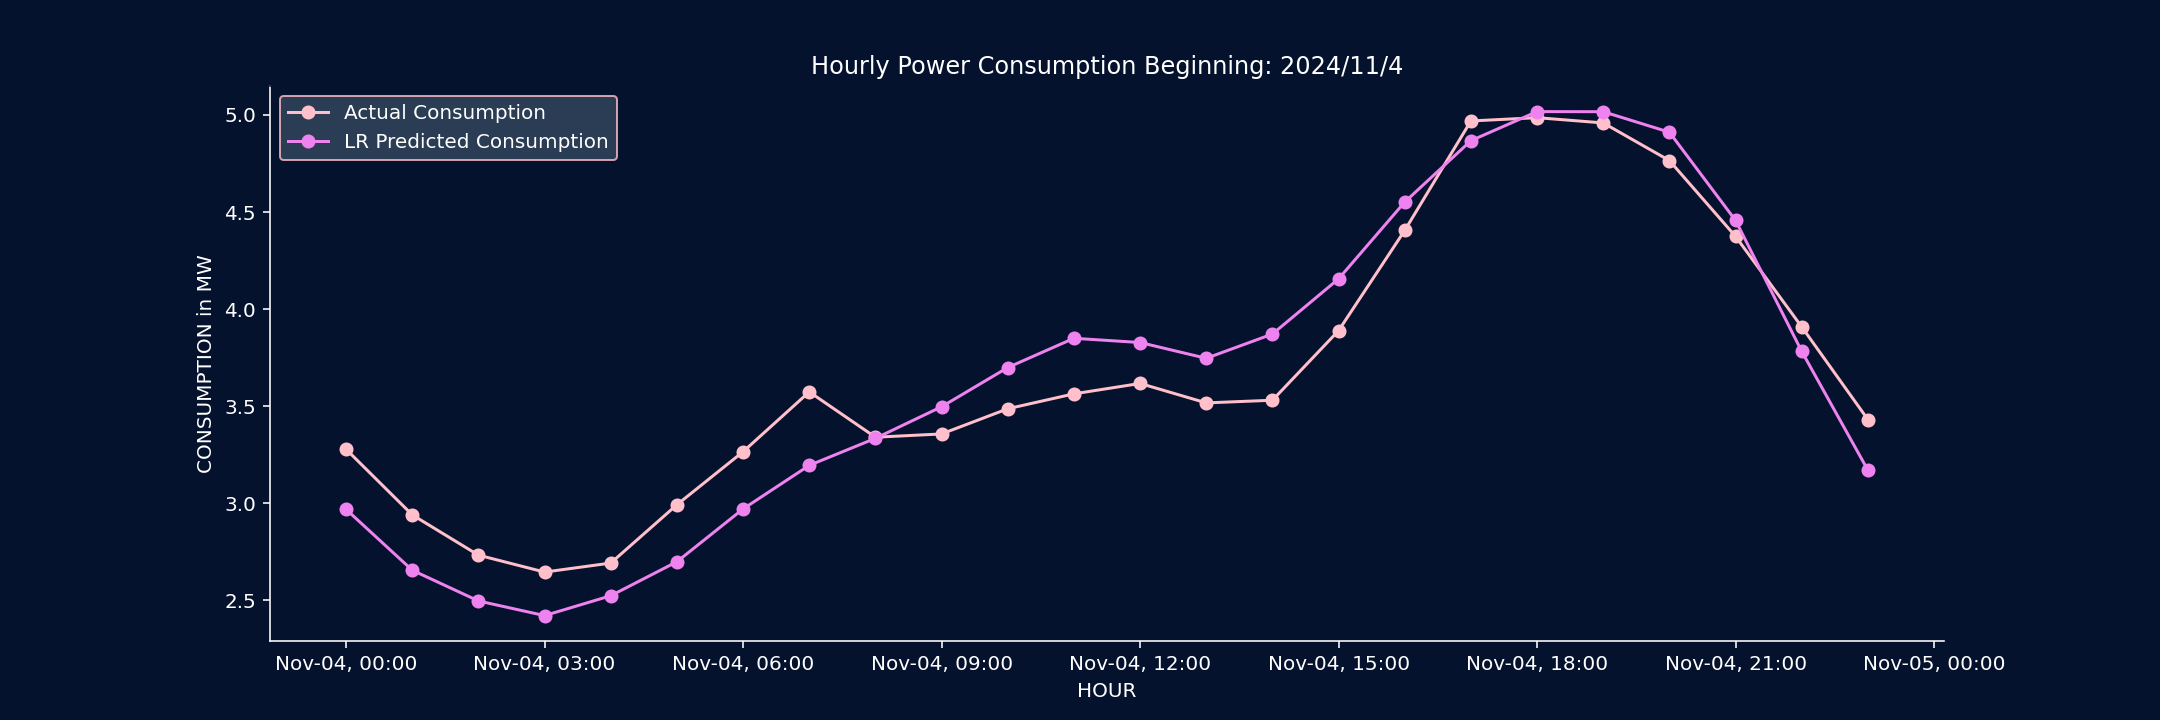 Hourly Power Consumption Beginning: 2024/11/4
Actual Consumption
LR Predicted Consumption
CONSUMPTION in MW
5.0
4.5
4.0
3.5
3.0
2.5
Nov-04, 00:00 Nov-04, 03:00 Nov-04, 06:00 Nov-04, 09:00 Nov-04, 12:00 Nov-04, 15:00 Nov-04, 18:00 Nov-04, 21:00 Nov-05, 00:00
HOUR